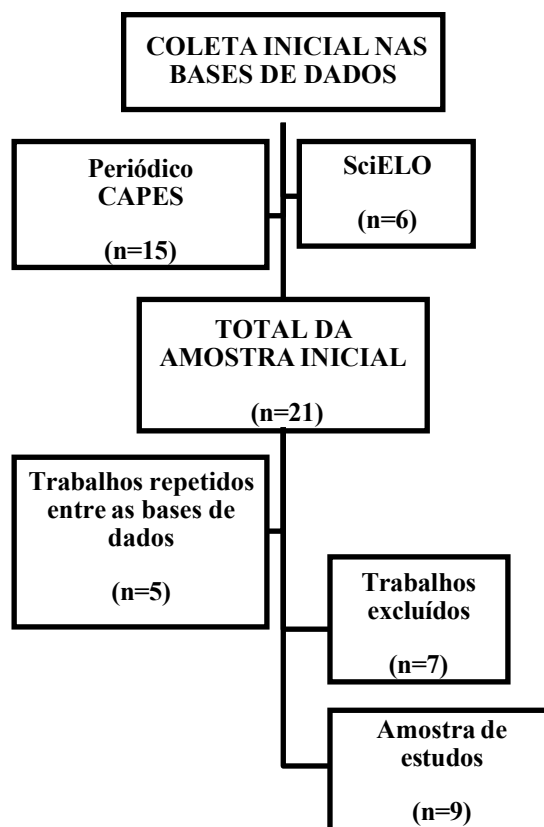 COLETA INICIAL NAS
BASES DE DADOS
Periódico
CAPES
(n=15)
SciELO
(n=6)
TOTAL DA
AMOSTRA INICIAL
(n=21)
Trabalhos repetidos
entre as bases de
dados
(n=5)
Trabalhos
excluídos
(n=7)
Amostra de
estudos
(n=9)